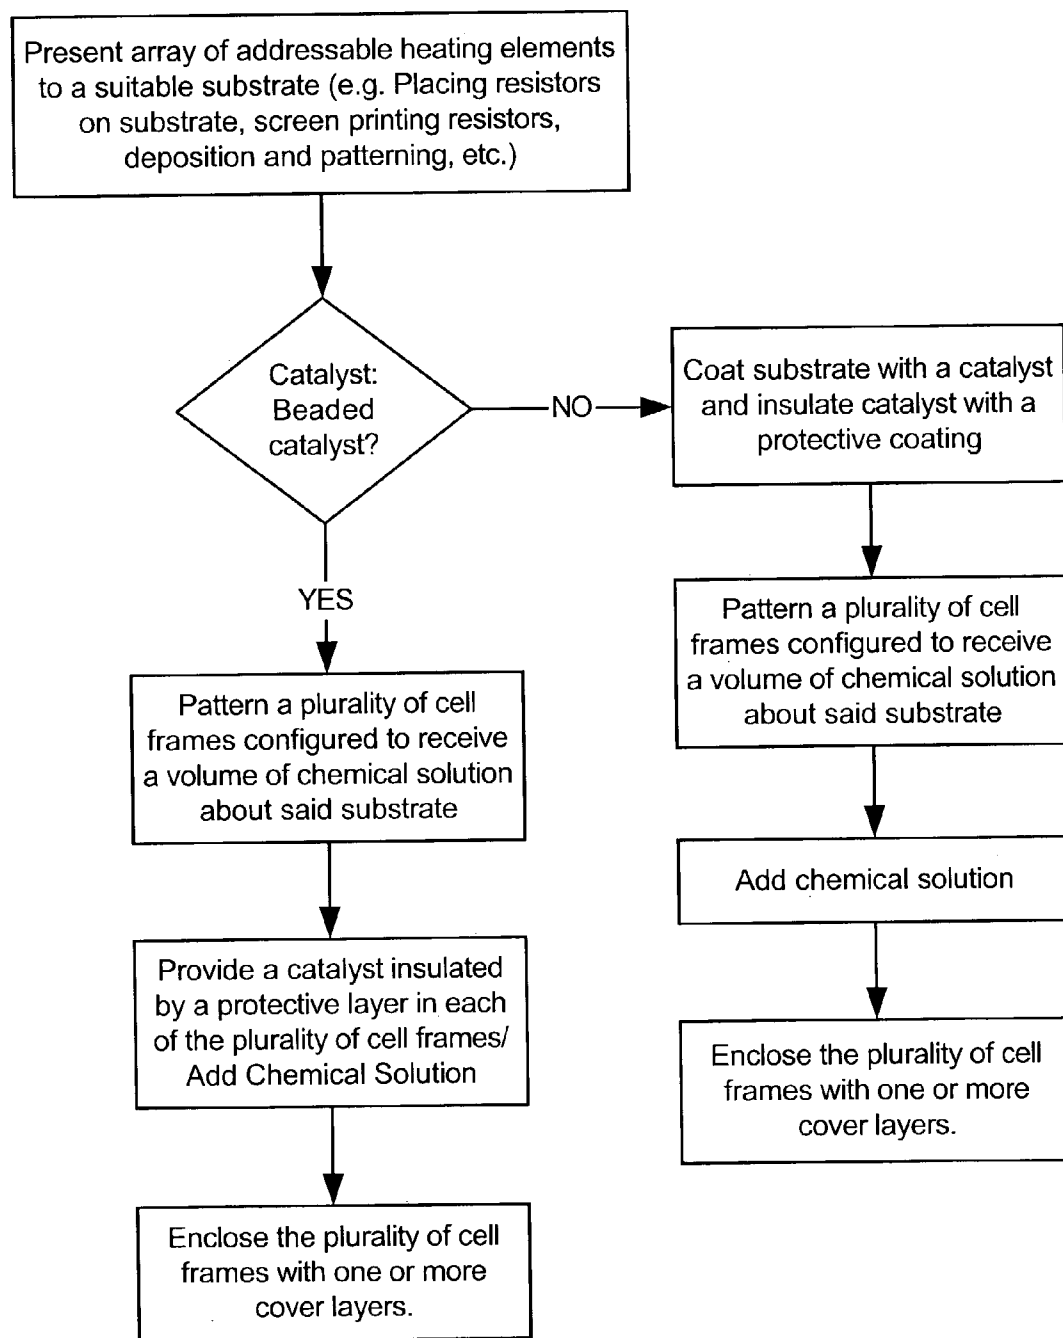 Present array of addressable heating elements
to a suitable substrate (e.g. Placing resistors
on substrate, screen printing resistors,
deposition and patterning, etc.)
Catalyst:
Beaded
catalyst?
NO
Coat substrate with a catalyst
and insulate catalyst with a
protective coating
Pattern a plurality of cell
frames configured to receive
a volume of chemical solution
about said substrate
Add chemical solution
Enclose the plurality of cell
frames with one or more
cover layers.
YES
Pattern a plurality of cell
frames configured to receive
a volume of chemical solution
about said substrate
Provide a catalyst insulated
by a protective layer in each
of the plurality of cell frames/
Add Chemical Solution
Enclose the plurality of cell
frames with one or more
cover layers.